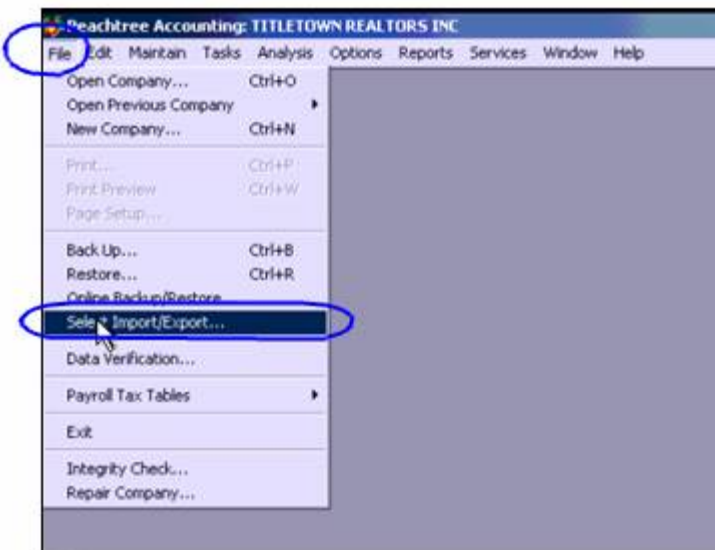 Peachtree Accounting: TITLETOWN REALTORS INC
File Edit Maintain Tasks Analysis Options Reports Services Window Help
Open Company... Ctrl+O
Open Previous Company
New Company... Ctrl+N
Print... Ctrl+P
Print Preview Ctrl+W
Page Setup...
Back Up... Ctrl+B
Restore... Ctrl+R
Online Backup/Restore
Select Import/Export...
Data Verification...
Payroll Tax Tables
Exit
Integrity Check...
Repair Company...